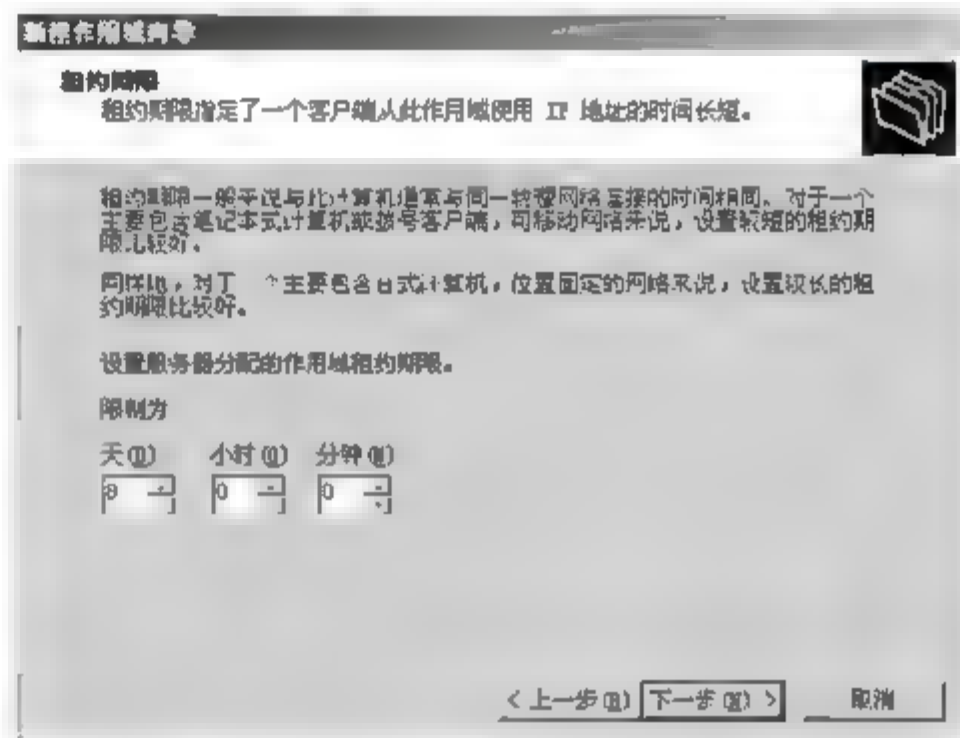 新建作用域向导
租约期限
租约期限指定了一个客户端从此作用域使用 IP 地址的时间长短。
租约期限一般来说与此计算机通常与同一物理网络连接的时间相同。对于一个
主要包含笔记本式计算机或拨号客户端，可移动网络来说，设置较短的租约期
限比较好。
同样地，对于一个主要包含台式计算机，位置固定的网络来说，设置较长的租
约期限比较好。
设置服务器分配的作用域租约期限。
限制为
天(D) 小时(O) 分钟(M)
8 0 0
< 上一步(B) 下一步(N) > 取消